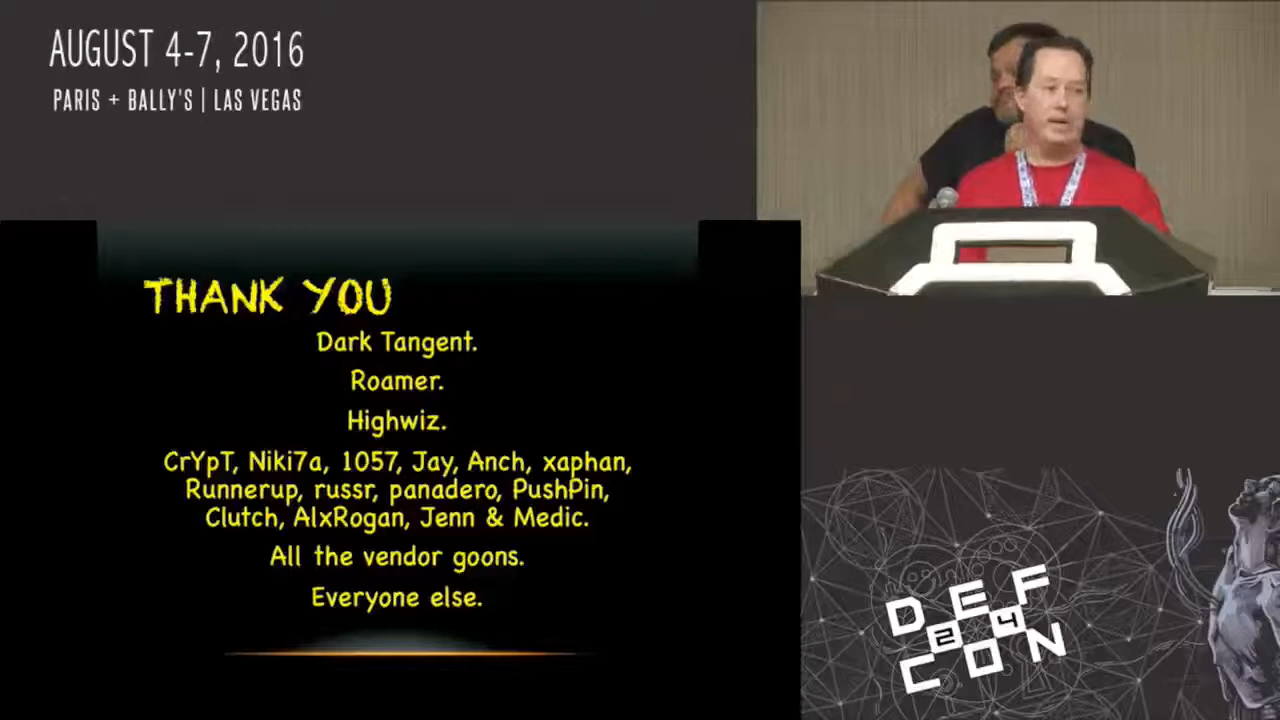 AUGUST 4-7, 2016
PARIS + BALLY'S | LAS VEGAS
THANK YOU
Dark Tangent.
Roamer.
Highwiz.
CrYpT, Niki7a, 1057, Jay, Anch, xaphan,
Runnerup, russr, panadero, PushPin,
Clutch, AlxRogan, Jenn & Medic.
All the vendor goons.
Everyone else.
DEF
24
CON